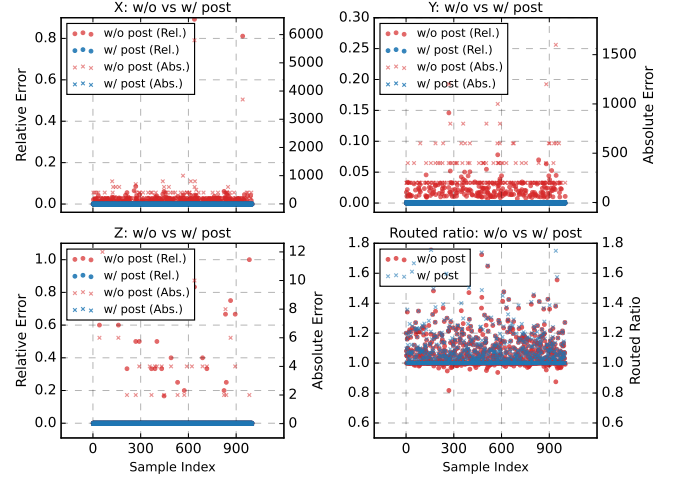 X: w/o vs w/ post
Y: w/o vs w/ post
0.8
0.6
0.4
0.2
0.0
Relative Error
w/o post (Rel.)
w/ post (Rel.)
w/o post (Abs.)
w/ post (Abs.)
6000
5000
4000
3000
2000
1000
0
0.30
0.25
0.20
0.15
0.10
0.05
0.00
w/o post (Rel.)
w/ post (Rel.)
w/o post (Abs.)
w/ post (Abs.)
1500
1000
500
0
Absolute Error
Z: w/o vs w/ post
Routed ratio: w/o vs w/ post
1.0
0.8
0.6
0.4
0.2
0.0
Relative Error
w/o post (Rel.)
w/ post (Rel.)
w/o post (Abs.)
w/ post (Abs.)
12
10
8
6
4
2
0
Absolute Error
0
300
600
900
Sample Index
1.8
1.6
1.4
1.2
1.0
0.8
0.6
w/o post
w/ post
1.8
1.6
1.4
1.2
1.0
0.8
0.6
Routed Ratio
0
300
600
900
Sample Index